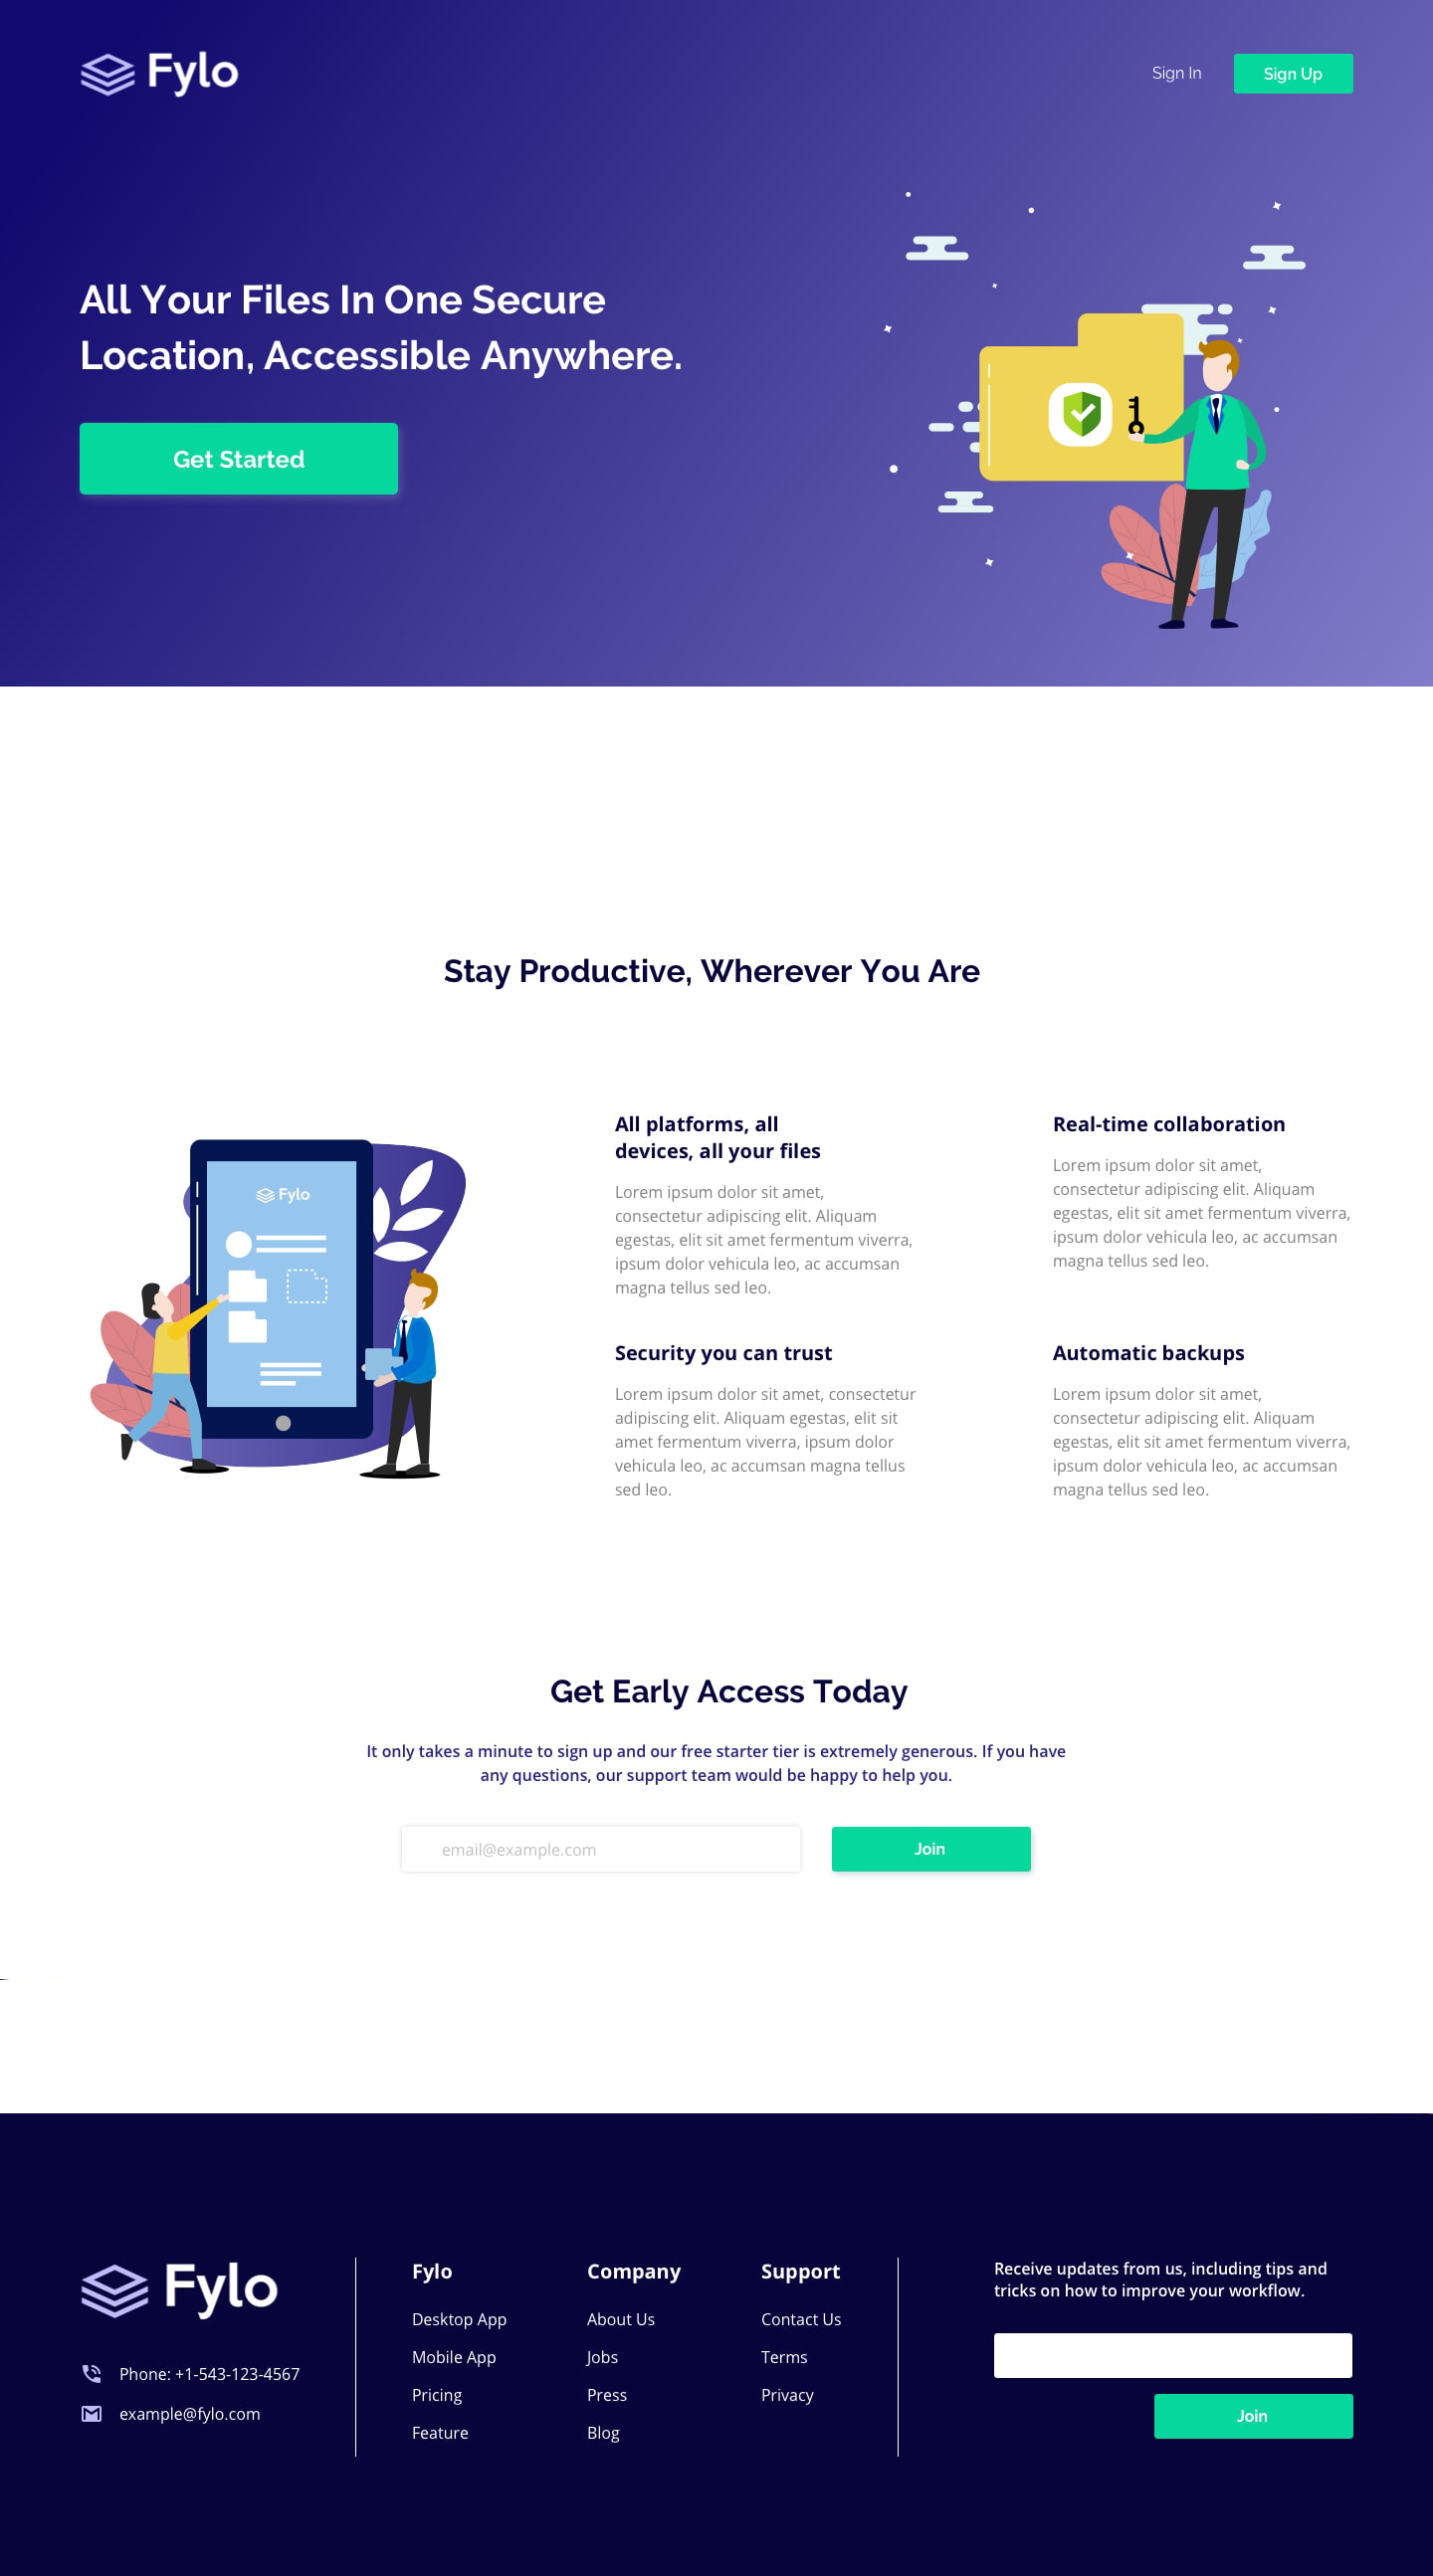 Fylo
Sign In
Sign Up
All Your Files In One Secure
Location, Accessible Anywhere.
Get Started
Stay Productive, Wherever You Are
Fylo
All platforms, all
devices, all your files
Lorem ipsum dolor sit amet,
consectetur adipiscing elit. Aliquam
egestas, elit sit amet fermentum viverra,
ipsum dolor vehicula leo, ac accumsan
magna tellus sed leo.
Real-time collaboration
Lorem ipsum dolor sit amet,
consectetur adipiscing elit. Aliquam
egestas, elit sit amet fermentum viverra,
ipsum dolor vehicula leo, ac accumsan
magna tellus sed leo.
Security you can trust
Lorem ipsum dolor sit amet, consectetur
adipiscing elit. Aliquam egestas, elit sit
amet fermentum viverra, ipsum dolor
vehicula leo, ac accumsan magna tellus
sed leo.
Automatic backups
Lorem ipsum dolor sit amet,
consectetur adipiscing elit. Aliquam
egestas, elit sit amet fermentum viverra,
ipsum dolor vehicula leo, ac accumsan
magna tellus sed leo.
Get Early Access Today
It only takes a minute to sign up and our free starter tier is extremely generous. If you have
any questions, our support team would be happy to help you.
email@example.com
Join
Fylo
Phone: +1-543-123-4567
example@fylo.com
Fylo
Desktop App
Mobile App
Pricing
Feature
Company
About Us
Jobs
Press
Blog
Support
Contact Us
Terms
Privacy
Receive updates from us, including tips and
tricks on how to improve your workflow.
Join